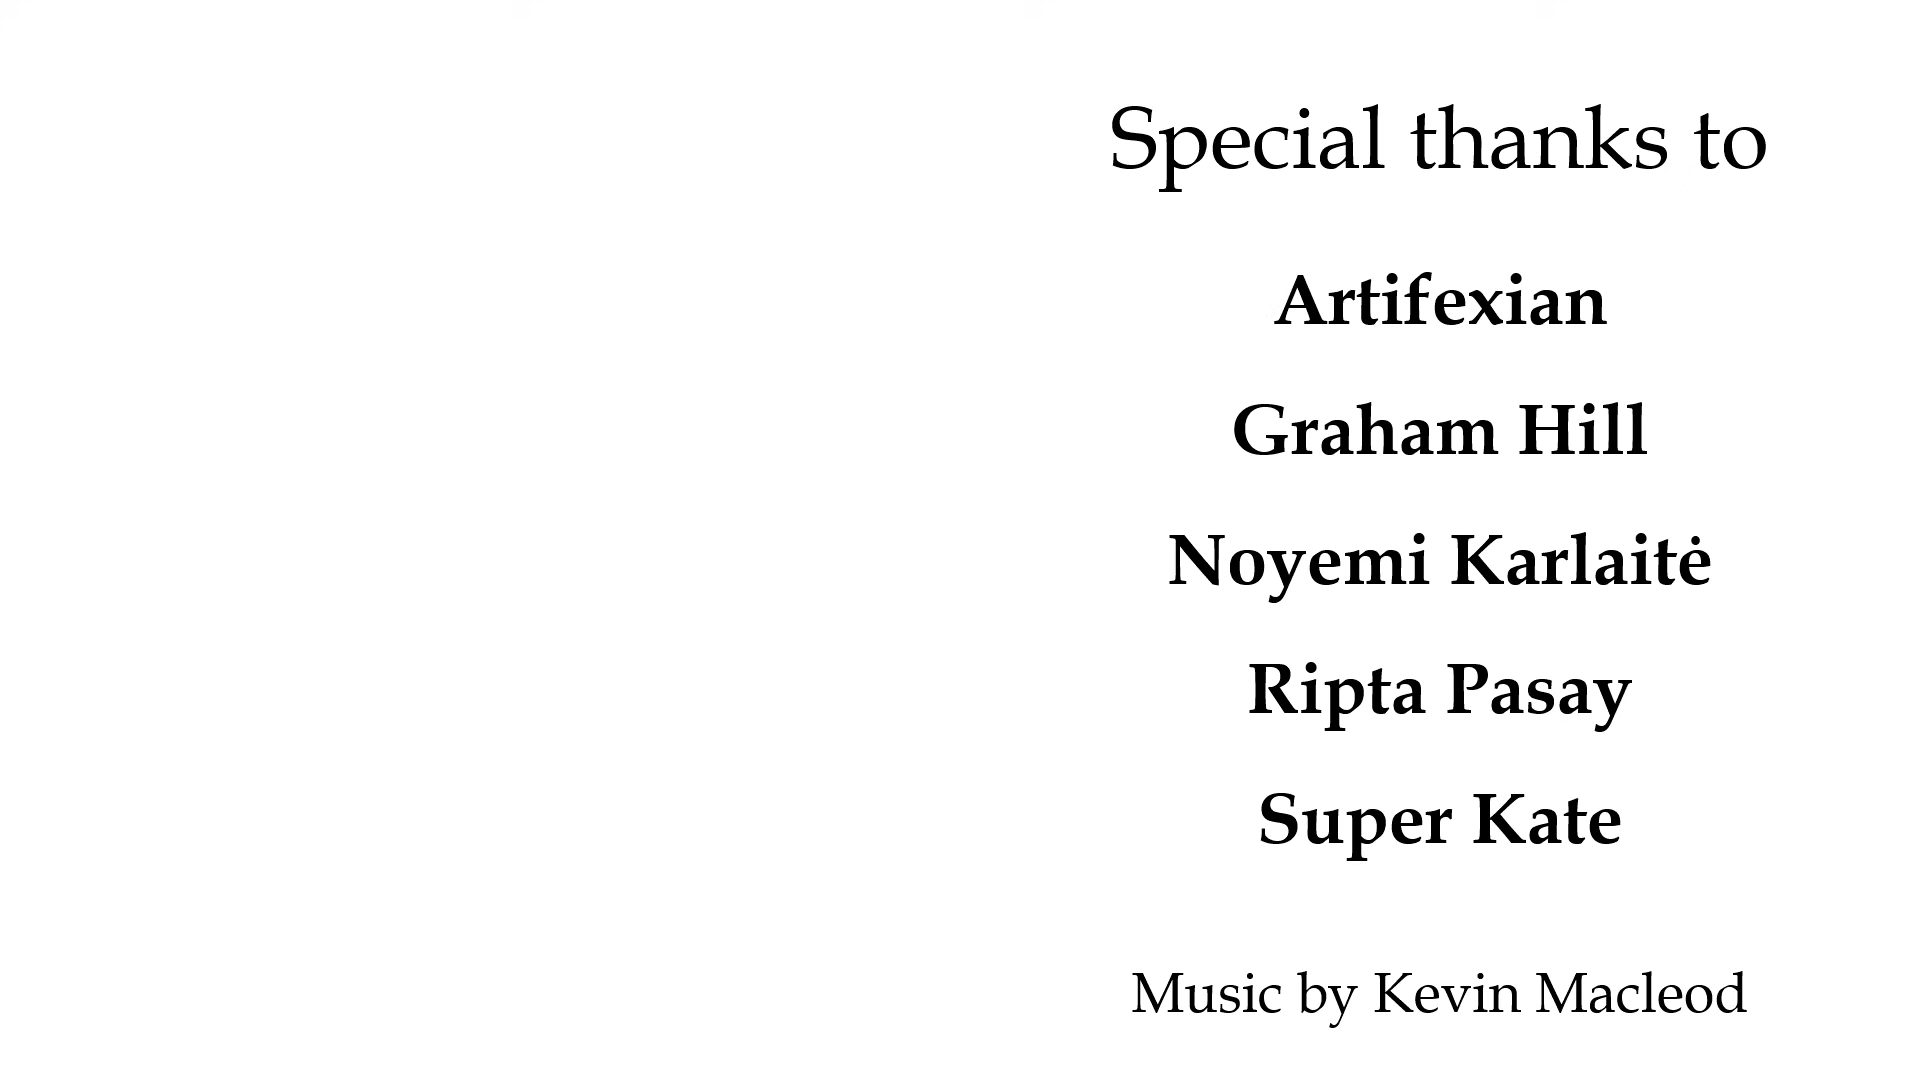 Special thanks to
Artifexian
Graham Hill
Noyemi Karlaitė
Ripta Pasay
Super Kate
Music by Kevin Macleod